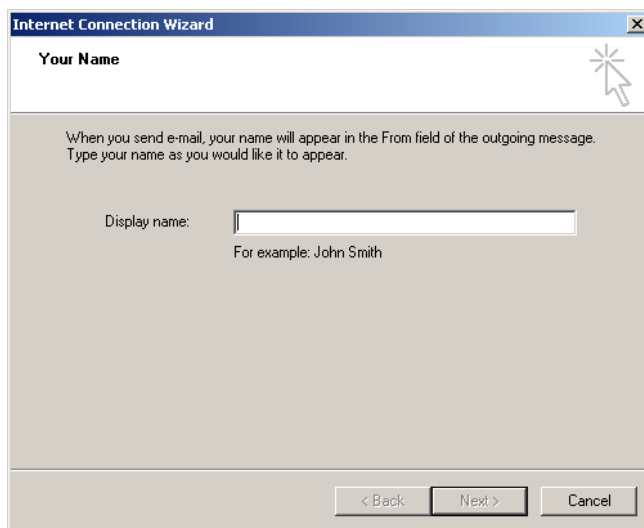 Internet Connection Wizard
Your Name
When you send e-mail, your name will appear in the From field of the outgoing message.
Type your name as you would like it to appear.
Display name:
For example: John Smith
< Back
Next >
Cancel